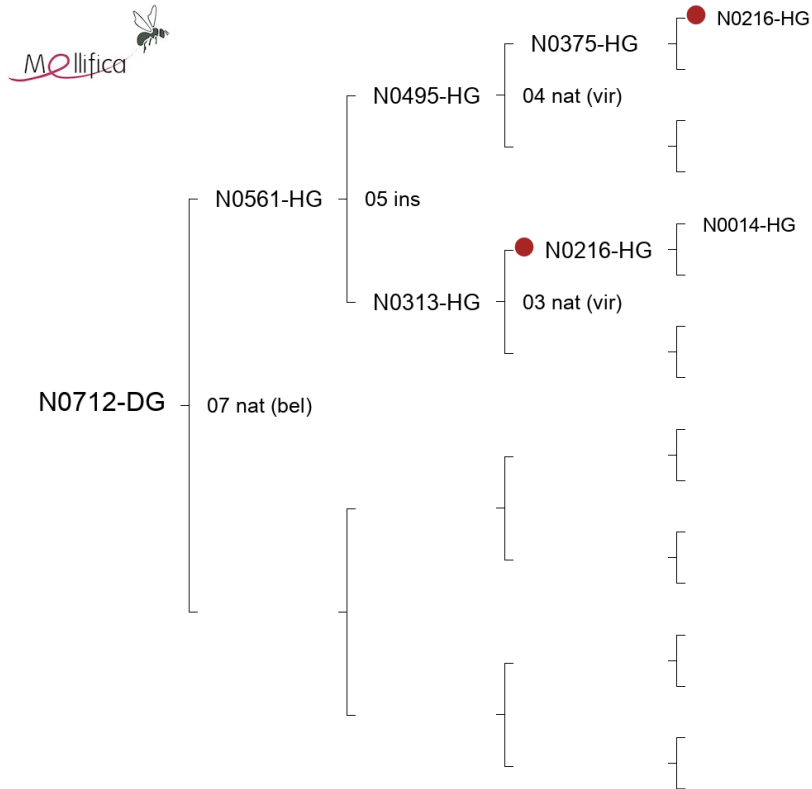 Mellifica
N0216-HG
N0375-HG
N0495-HG
04 nat (vir)
N0561-HG
05 ins
N0014-HG
N0216-HG
N0313-HG
03 nat (vir)
N0712-DG
07 nat (bel)